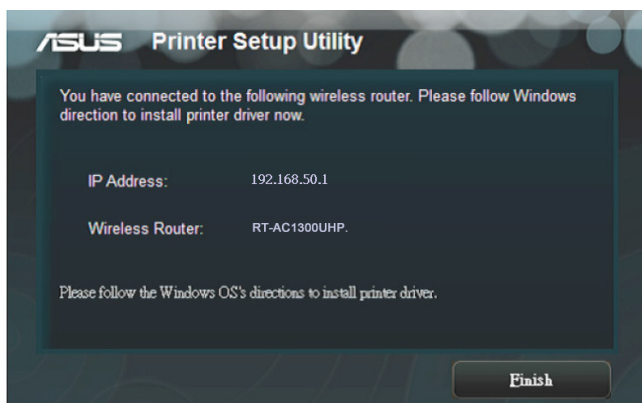 ASUS Printer Setup Utility
You have connected to the following wireless router. Please follow Windows
direction to install printer driver now.
IP Address: 192.168.50.1
Wireless Router: RT-AC1300UHP.
Please follow the Windows OS's directions to install printer driver.
Finish